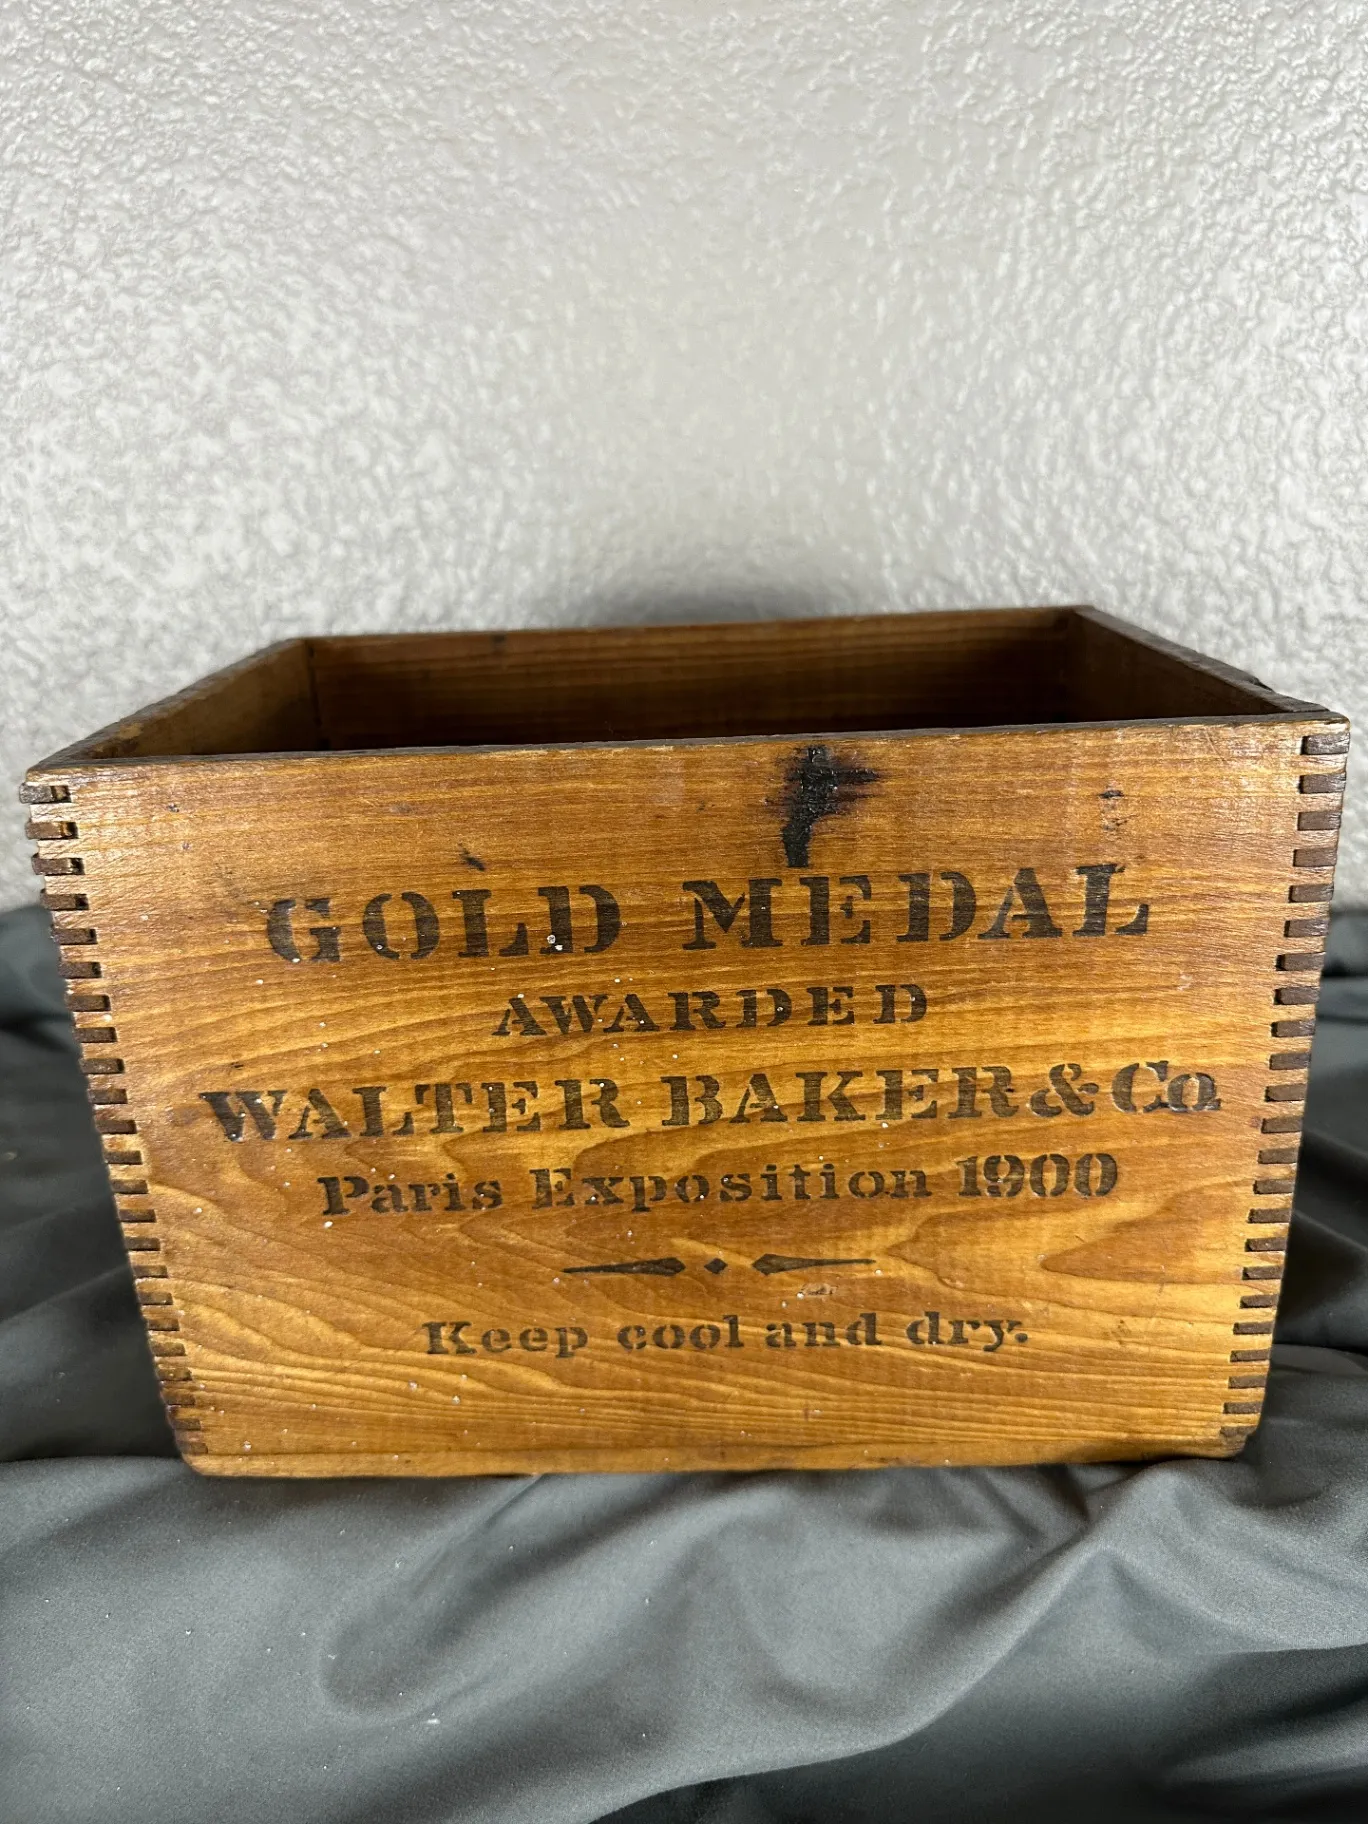 GOLD MEDAL
AWARDED
WALTER BAKER & Co.
Paris Exposition 1900
Keep cool and dry.